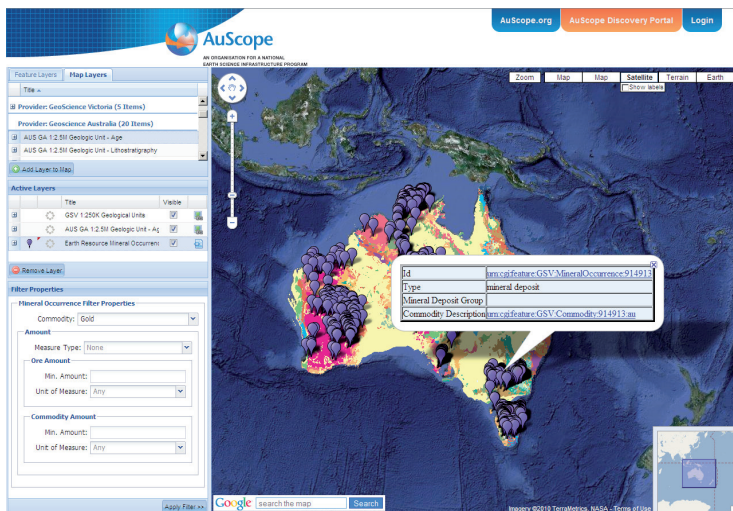 AuScope.org
AuScope Discovery Portal
Login
AuScope
AN ORGANISATION FOR A NATIONAL
EARTH SCIENCE INFRASTRUCTURE PROGRAM
Feature Layers
Map Layers
Title
Provider: GeoScience Victoria (5 Items)
Provider: Geoscience Australia (20 Items)
AUS GA 1:2.5M Geologic Unit - Age
AUS GA 1:2.5M Geologic Unit - Lithostratigraphy
Add Layer to Map
Active Layers
Title Visible
GSV 1:250K Geological Units
AUS GA 1:2.5M Geologic Unit - Ag
Earth Resource Mineral Occurren
Remove Layer
Filter Properties
Mineral Occurrence Filter Properties
Commodity: Gold
Amount
Measure Type: None
Ore Amount
Min. Amount:
Unit of Measure: Any
Commodity Amount
Min. Amount:
Unit of Measure: Any
Apply Filter >>
Zoom Map Map Satellite Terrain Earth
Show labels
Id urn:cgi:feature:GSV:MineralOccurrence:914913
Type mineral deposit
Mineral Deposit Group
Commodity Description urn:cgi:feature:GSV:Commodity:914913:au
Google search the map Search
Imagery ©2010 TerraMetrics, NASA - Terms of Use